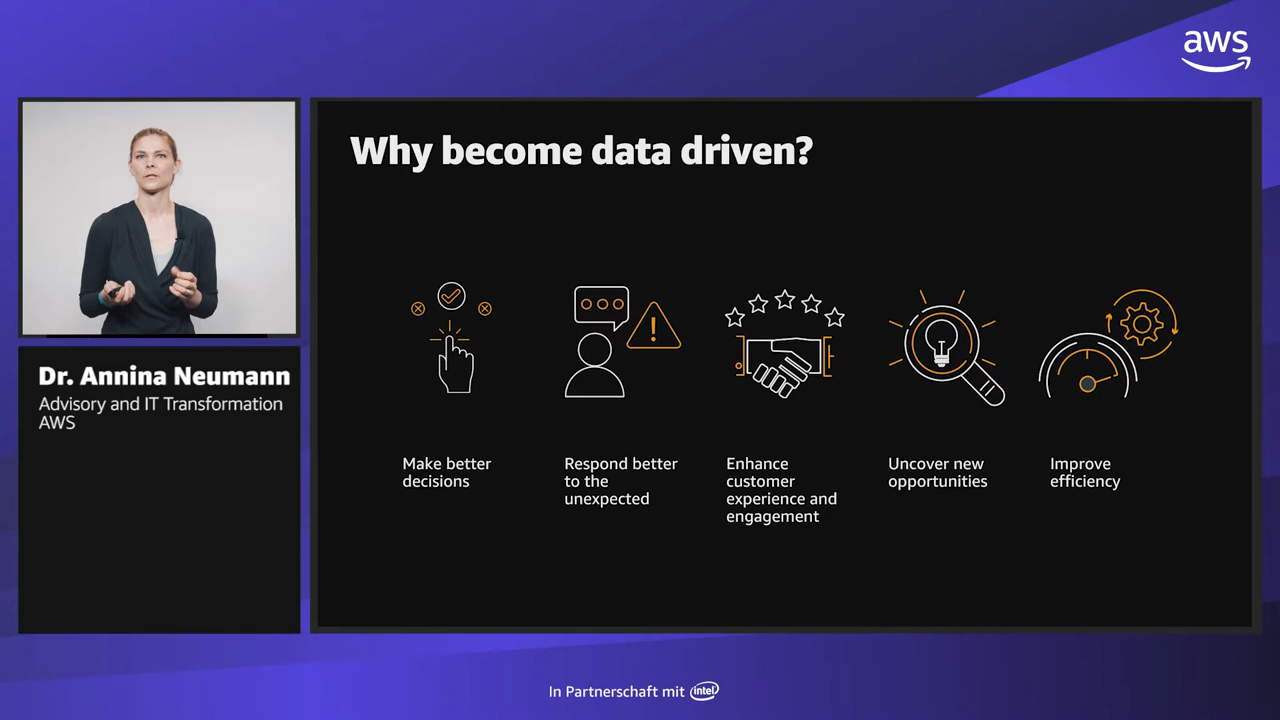 aws
Why become data driven?
Dr. Annina Neumann
Advisory and IT Transformation
AWS
Make better
decisions
Respond better
to the
unexpected
Enhance
customer
experience and
engagement
Uncover new
opportunities
Improve
efficiency
In Partnerschaft mit intel